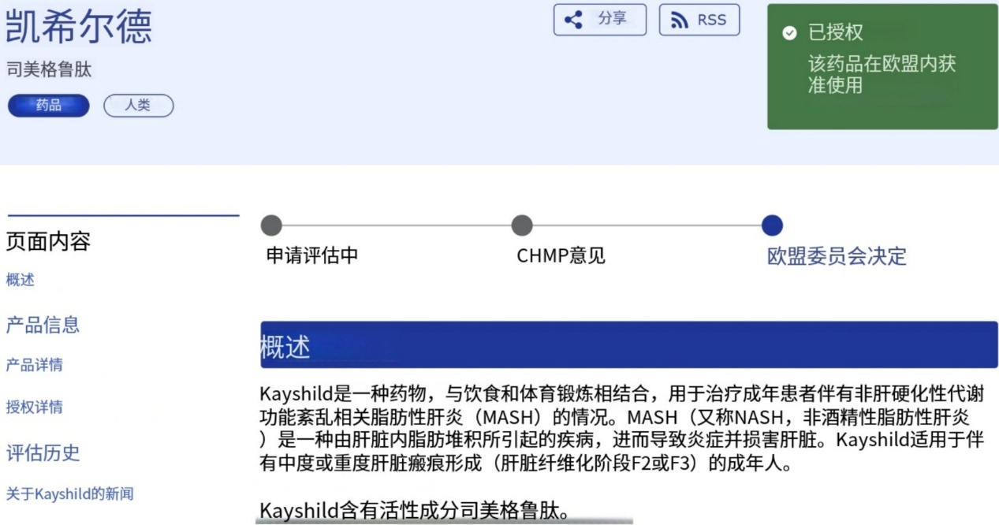 凯希尔德
分享
RSS
已授权
该药品在欧盟内获
准使用
司美格鲁肽
药品
人类
页面内容
概述
产品信息
产品详情
授权详情
评估历史
关于Kayshild的新闻
申请评估中
CHMP意见
欧盟委员会决定
概述
Kayshild是一种药物，与饮食和体育锻炼相结合，用于治疗成年患者伴有非肝硬化性代谢
功能紊乱相关脂肪性肝炎（MASH）的情况。MASH（又称NASH，非酒精性脂肪性肝炎
）是一种由肝脏内脂肪堆积所引起的疾病，进而导致炎症并损害肝脏。Kayshild适用于伴
有中度或重度肝脏瘢痕形成（肝脏纤维化阶段F2或F3）的成年人。
Kayshild含有活性成分司美格鲁肽。